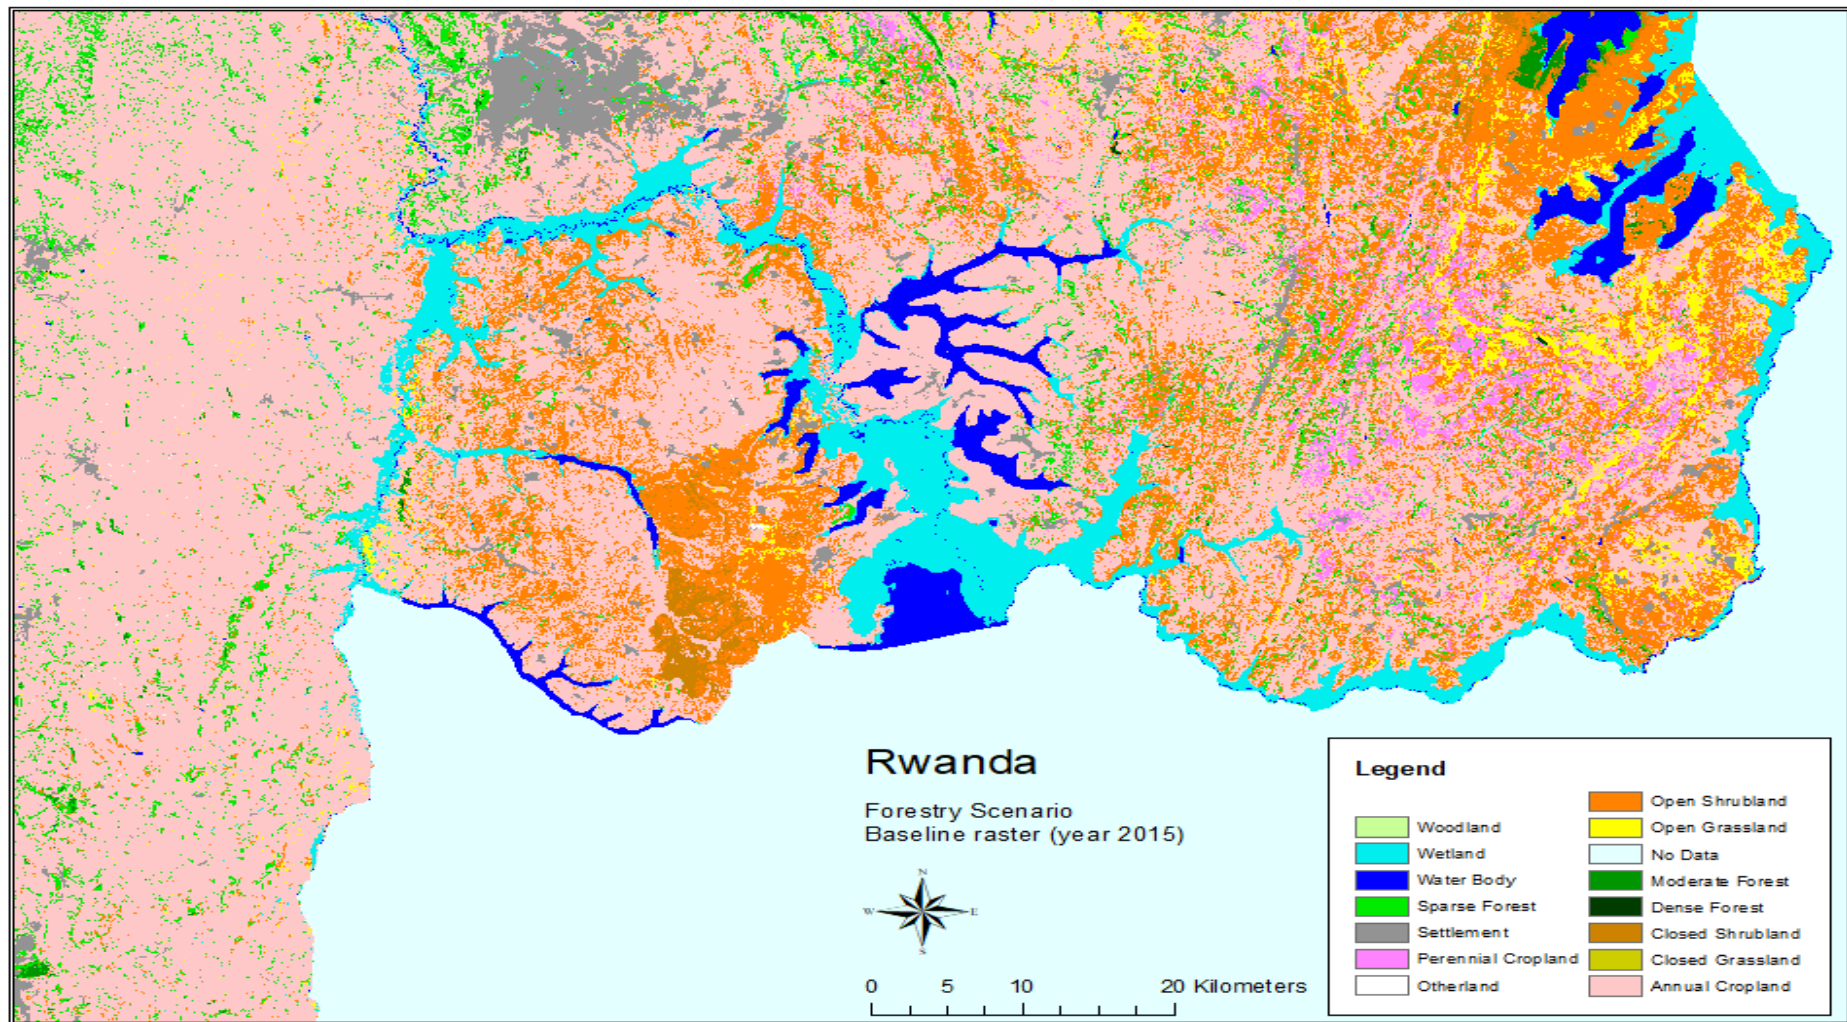 Rwanda
Forestry Scenario
Baseline raster (year 2015)
N
W E
S
0 5 10 20 Kilometers
Legend
Woodland
Wetland
Water Body
Sparse Forest
Settlement
Perennial Cropland
Otherland
Open Shrubland
Open Grassland
No Data
Moderate Forest
Dense Forest
Closed Shrubland
Closed Grassland
Annual Cropland